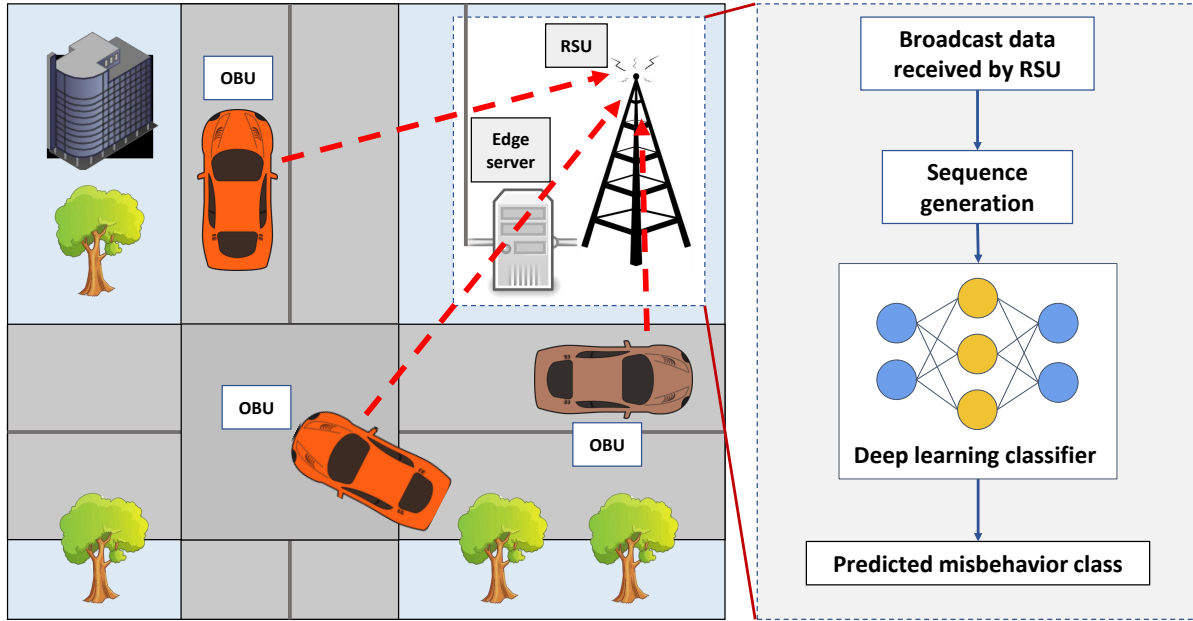 OBU
RSU
Edge
server
OBU
OBU
Broadcast data
received by RSU
Sequence
generation
Deep learning classifier
Predicted misbehavior class